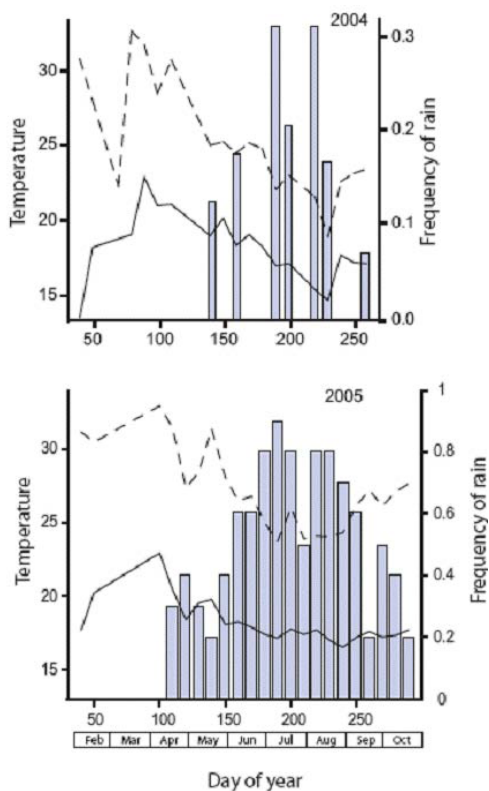 2004
Temperature
30
25
20
15
Frequency of rain
0.3
0.2
0.1
0.0
50 100 150 200 250
2005
Temperature
30
25
20
15
Frequency of rain
1
0.8
0.6
0.4
0.2
0
50 100 150 200 250
Feb Mar Apr May Jun Jul Aug Sep Oct
Day of year